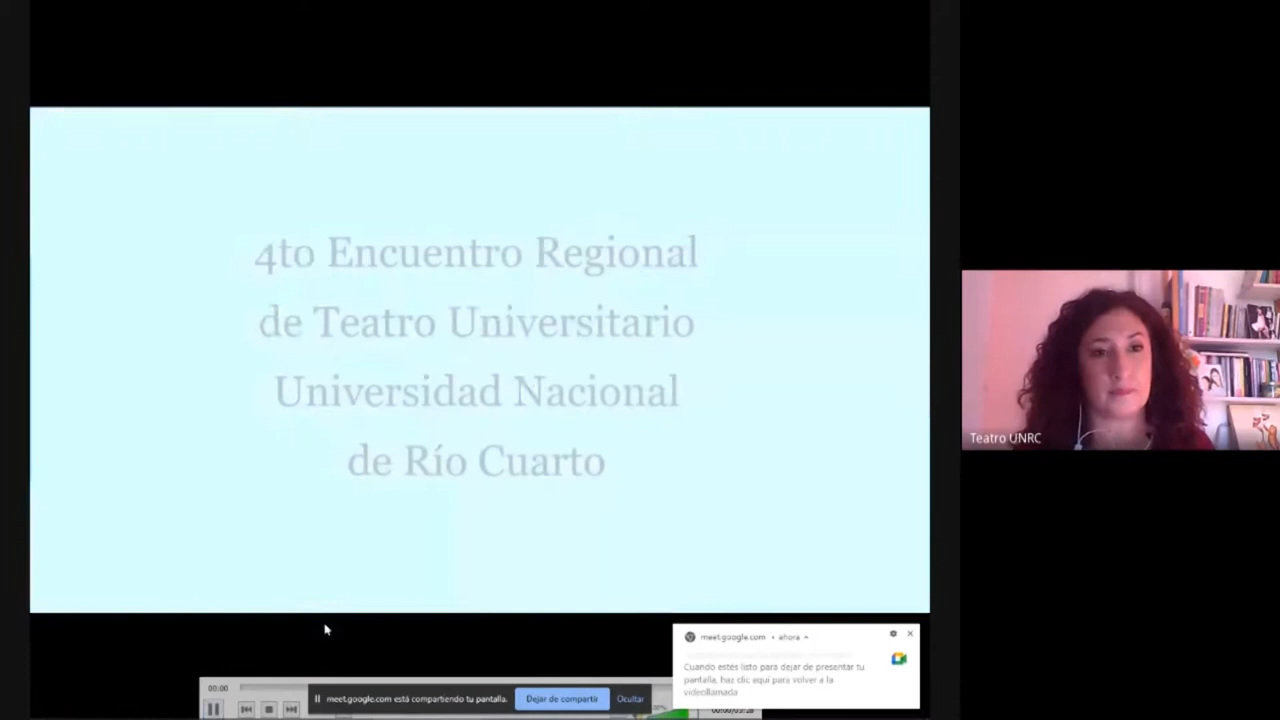 4to Encuentro Regional
de Teatro Universitario
Universidad Nacional
de Río Cuarto
Teatro UNRC
meet.google.com • ahora
Cuando estés listo para dejar de presentar tu
pantalla, haz clic aquí para volver a la
videollamada
00:00
meet.google.com está compartiendo tu pantalla.
Dejar de compartir
Ocultar